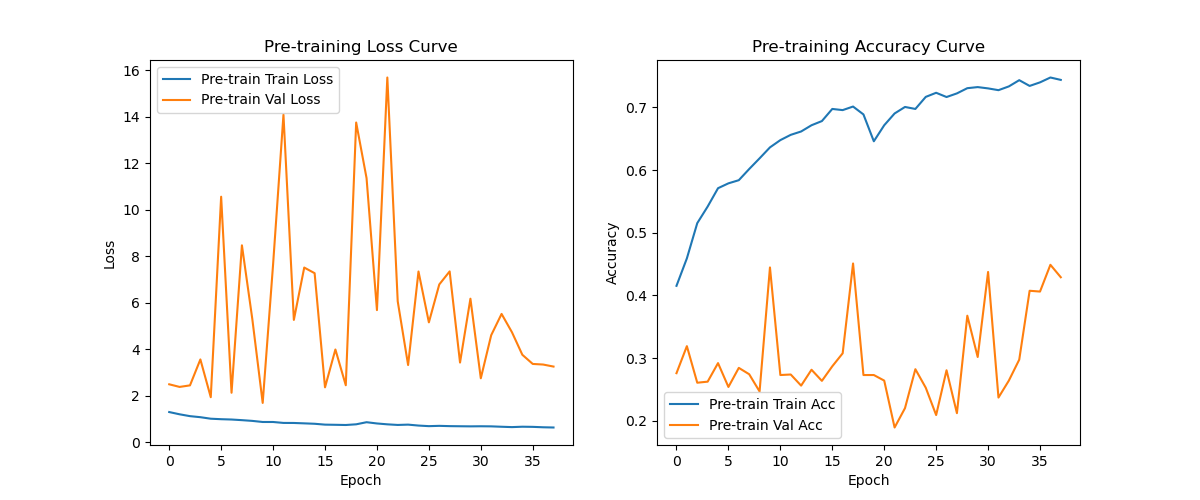 Pre-training Loss Curve
Pre-train Train Loss
Pre-train Val Loss
16
14
12
10
8
6
4
2
0
Loss
0 5 10 15 20 25 30 35
Epoch
Pre-training Accuracy Curve
0.7
0.6
0.5
0.4
0.3
0.2
Accuracy
Pre-train Train Acc
Pre-train Val Acc
0 5 10 15 20 25 30 35
Epoch